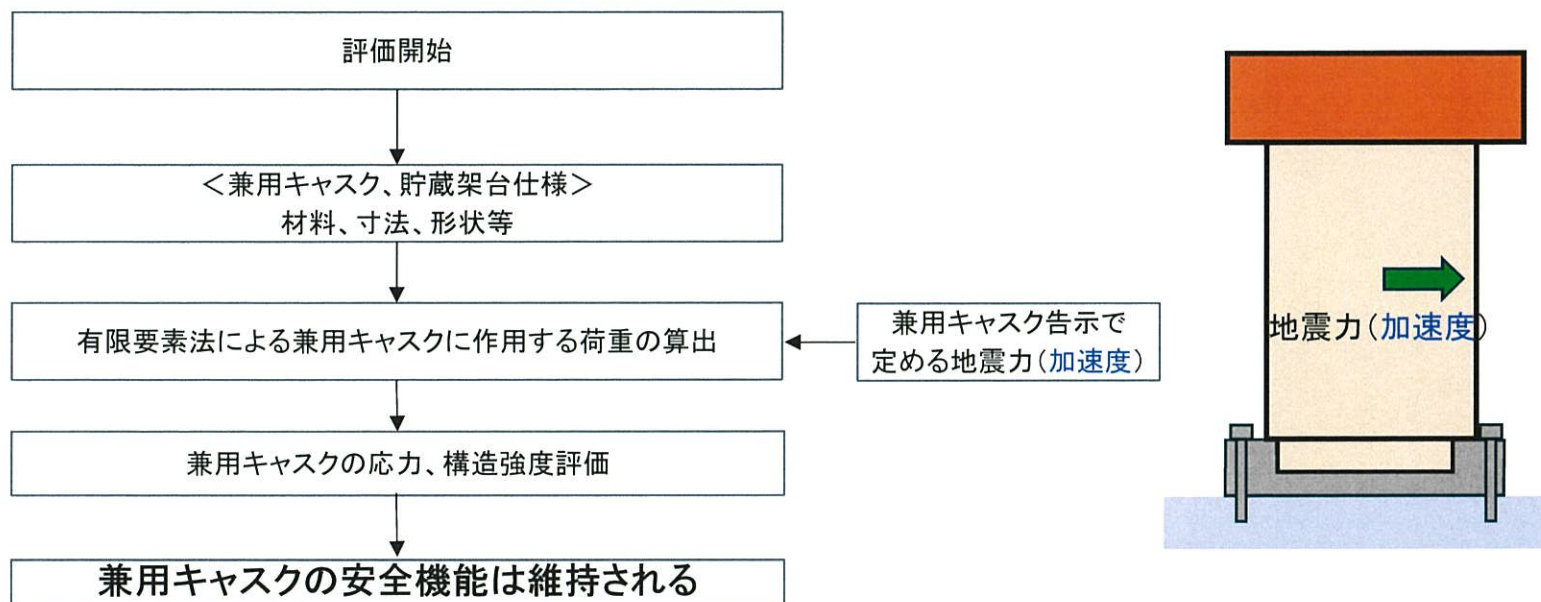 評価開始
＜兼用キャスク、貯蔵架台仕様＞
材料、寸法、形状等
有限要素法による兼用キャスクに作用する荷重の算出
兼用キャスク告示で
定める地震力(加速度)
兼用キャスクの応力、構造強度評価
兼用キャスクの安全機能は維持される
地震力(加速度)